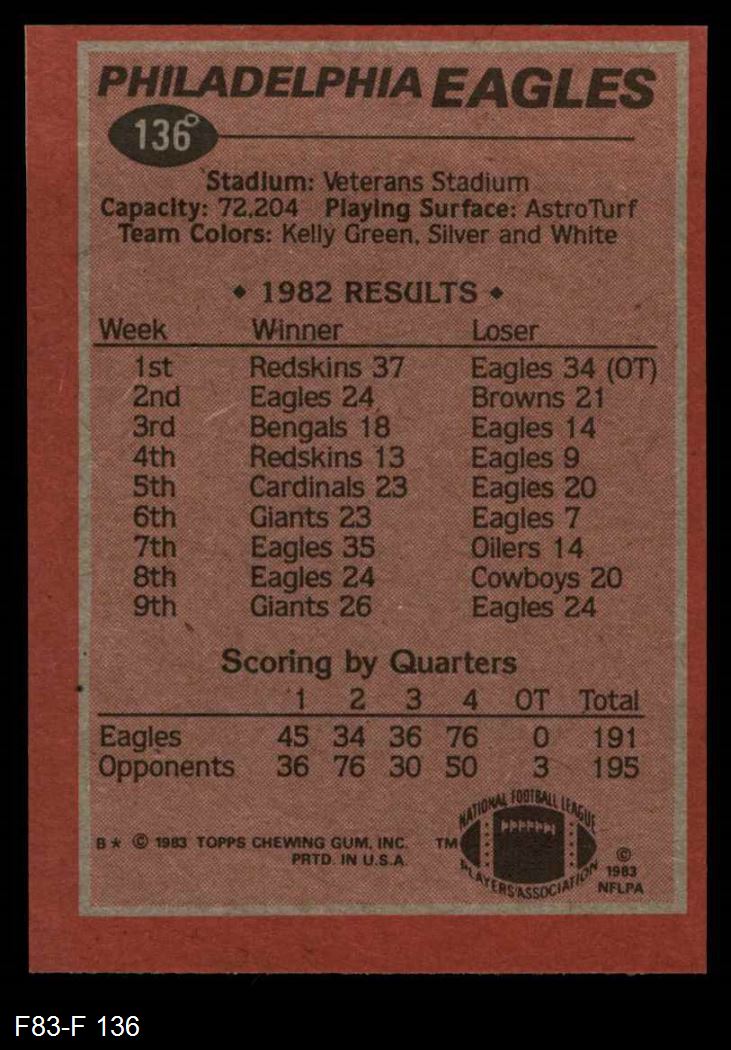 PHILADELPHIA EAGLES
136
Stadium: Veterans Stadium
Capacity: 72,204 Playing Surface: AstroTurf
Team Colors: Kelly Green, Silver and White
◆ 1982 RESULTS ◆
Week Winner Loser
1st Redskins 37 Eagles 34 (OT)
2nd Eagles 24 Browns 21
3rd Bengals 18 Eagles 14
4th Redskins 13 Eagles 9
5th Cardinals 23 Eagles 20
6th Giants 23 Eagles 7
7th Eagles 35 Oilers 14
8th Eagles 24 Cowboys 20
9th Giants 26 Eagles 24
Scoring by Quarters
1 2 3 4 OT Total
Eagles 45 34 36 76 0 191
Opponents 36 76 30 50 3 195
B* © 1983 TOPPS CHEWING GUM, INC.
PRTD. IN U.S.A.
TM
NATIONAL FOOTBALL LEAGUE
PLAYERS ASSOCIATION
©
1983
NFLPA
F83-F 136